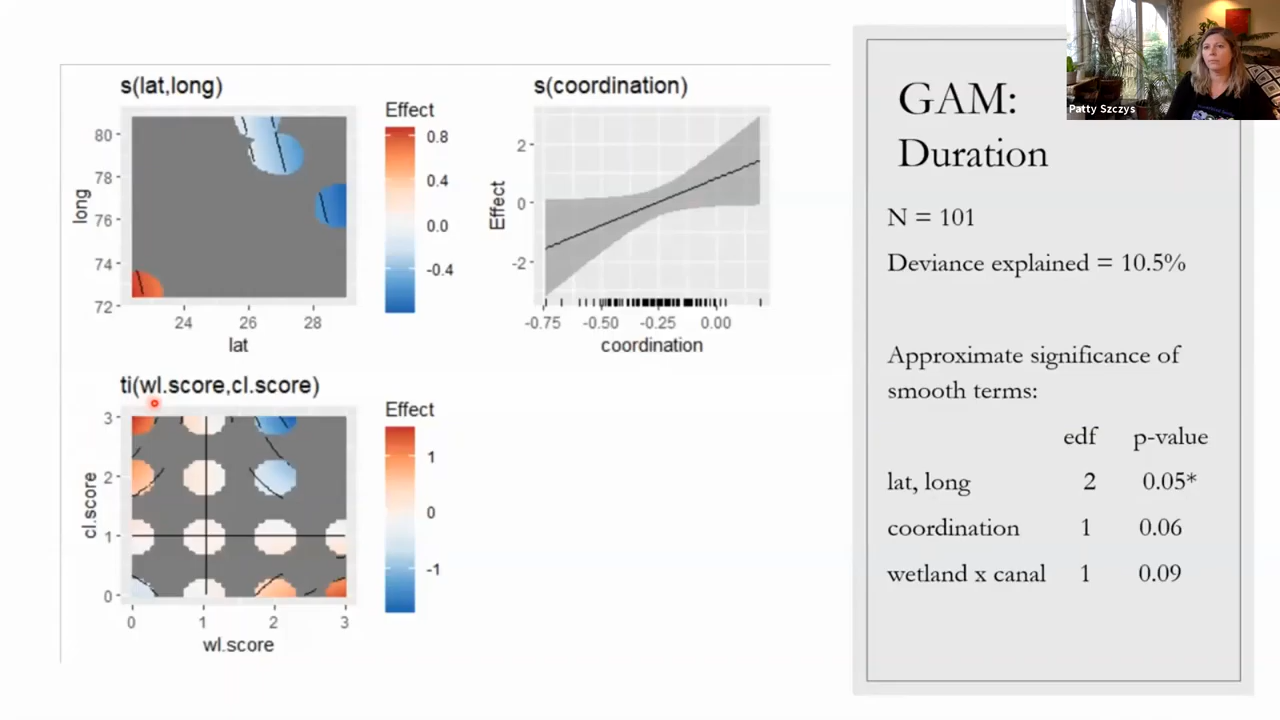 s(lat,long)
80
78
76
74
72
long
24 26 28
lat
Effect
0.8
0.4
0.0
-0.4
s(coordination)
2
0
-2
Effect
-0.75 -0.50 -0.25 0.00
coordination
ti(wl.score,cl.score)
3
2
1
0
cl.score
0 1 2 3
wl.score
Effect
1
0
-1
GAM:
Duration
N = 101
Deviance explained = 10.5%
Approximate significance of
smooth terms:
edf p-value
lat, long 2 0.05*
coordination 1 0.06
wetland x canal 1 0.09
Patty Szczys